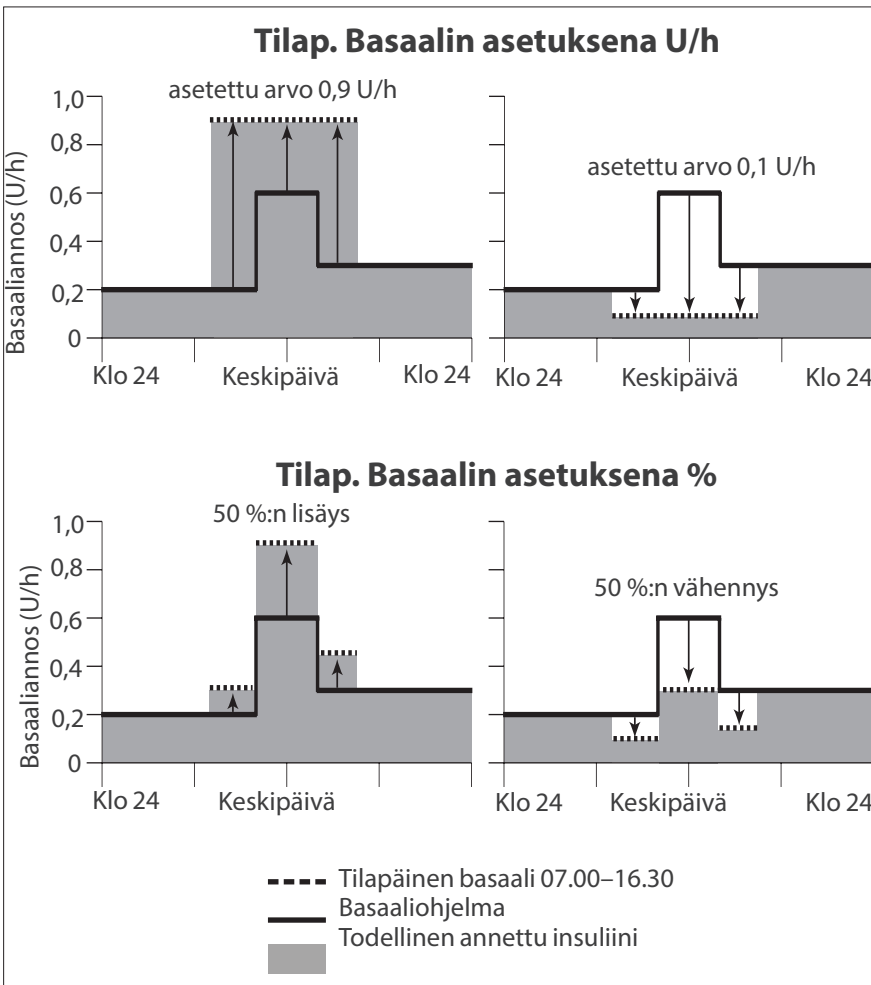 Tilap. Basaalin asetuksena U/h
asetettu arvo 0,9 U/h
Basaaliannos (U/h)
1,0
0,8
0,6
0,4
0,2
0
Klo 24 Keskipäivä Klo 24
asetettu arvo 0,1 U/h
Klo 24 Keskipäivä Klo 24
Tilap. Basaalin asetuksena %
50 %:n lisäys
Basaaliannos (U/h)
1,0
0,8
0,6
0,4
0,2
0
Klo 24 Keskipäivä
50 %:n vähennys
Klo 24 Keskipäivä Klo 24
Tilapäinen basaali 07.00–16.30
Basaaliohjelma
Todellinen annettu insuliini